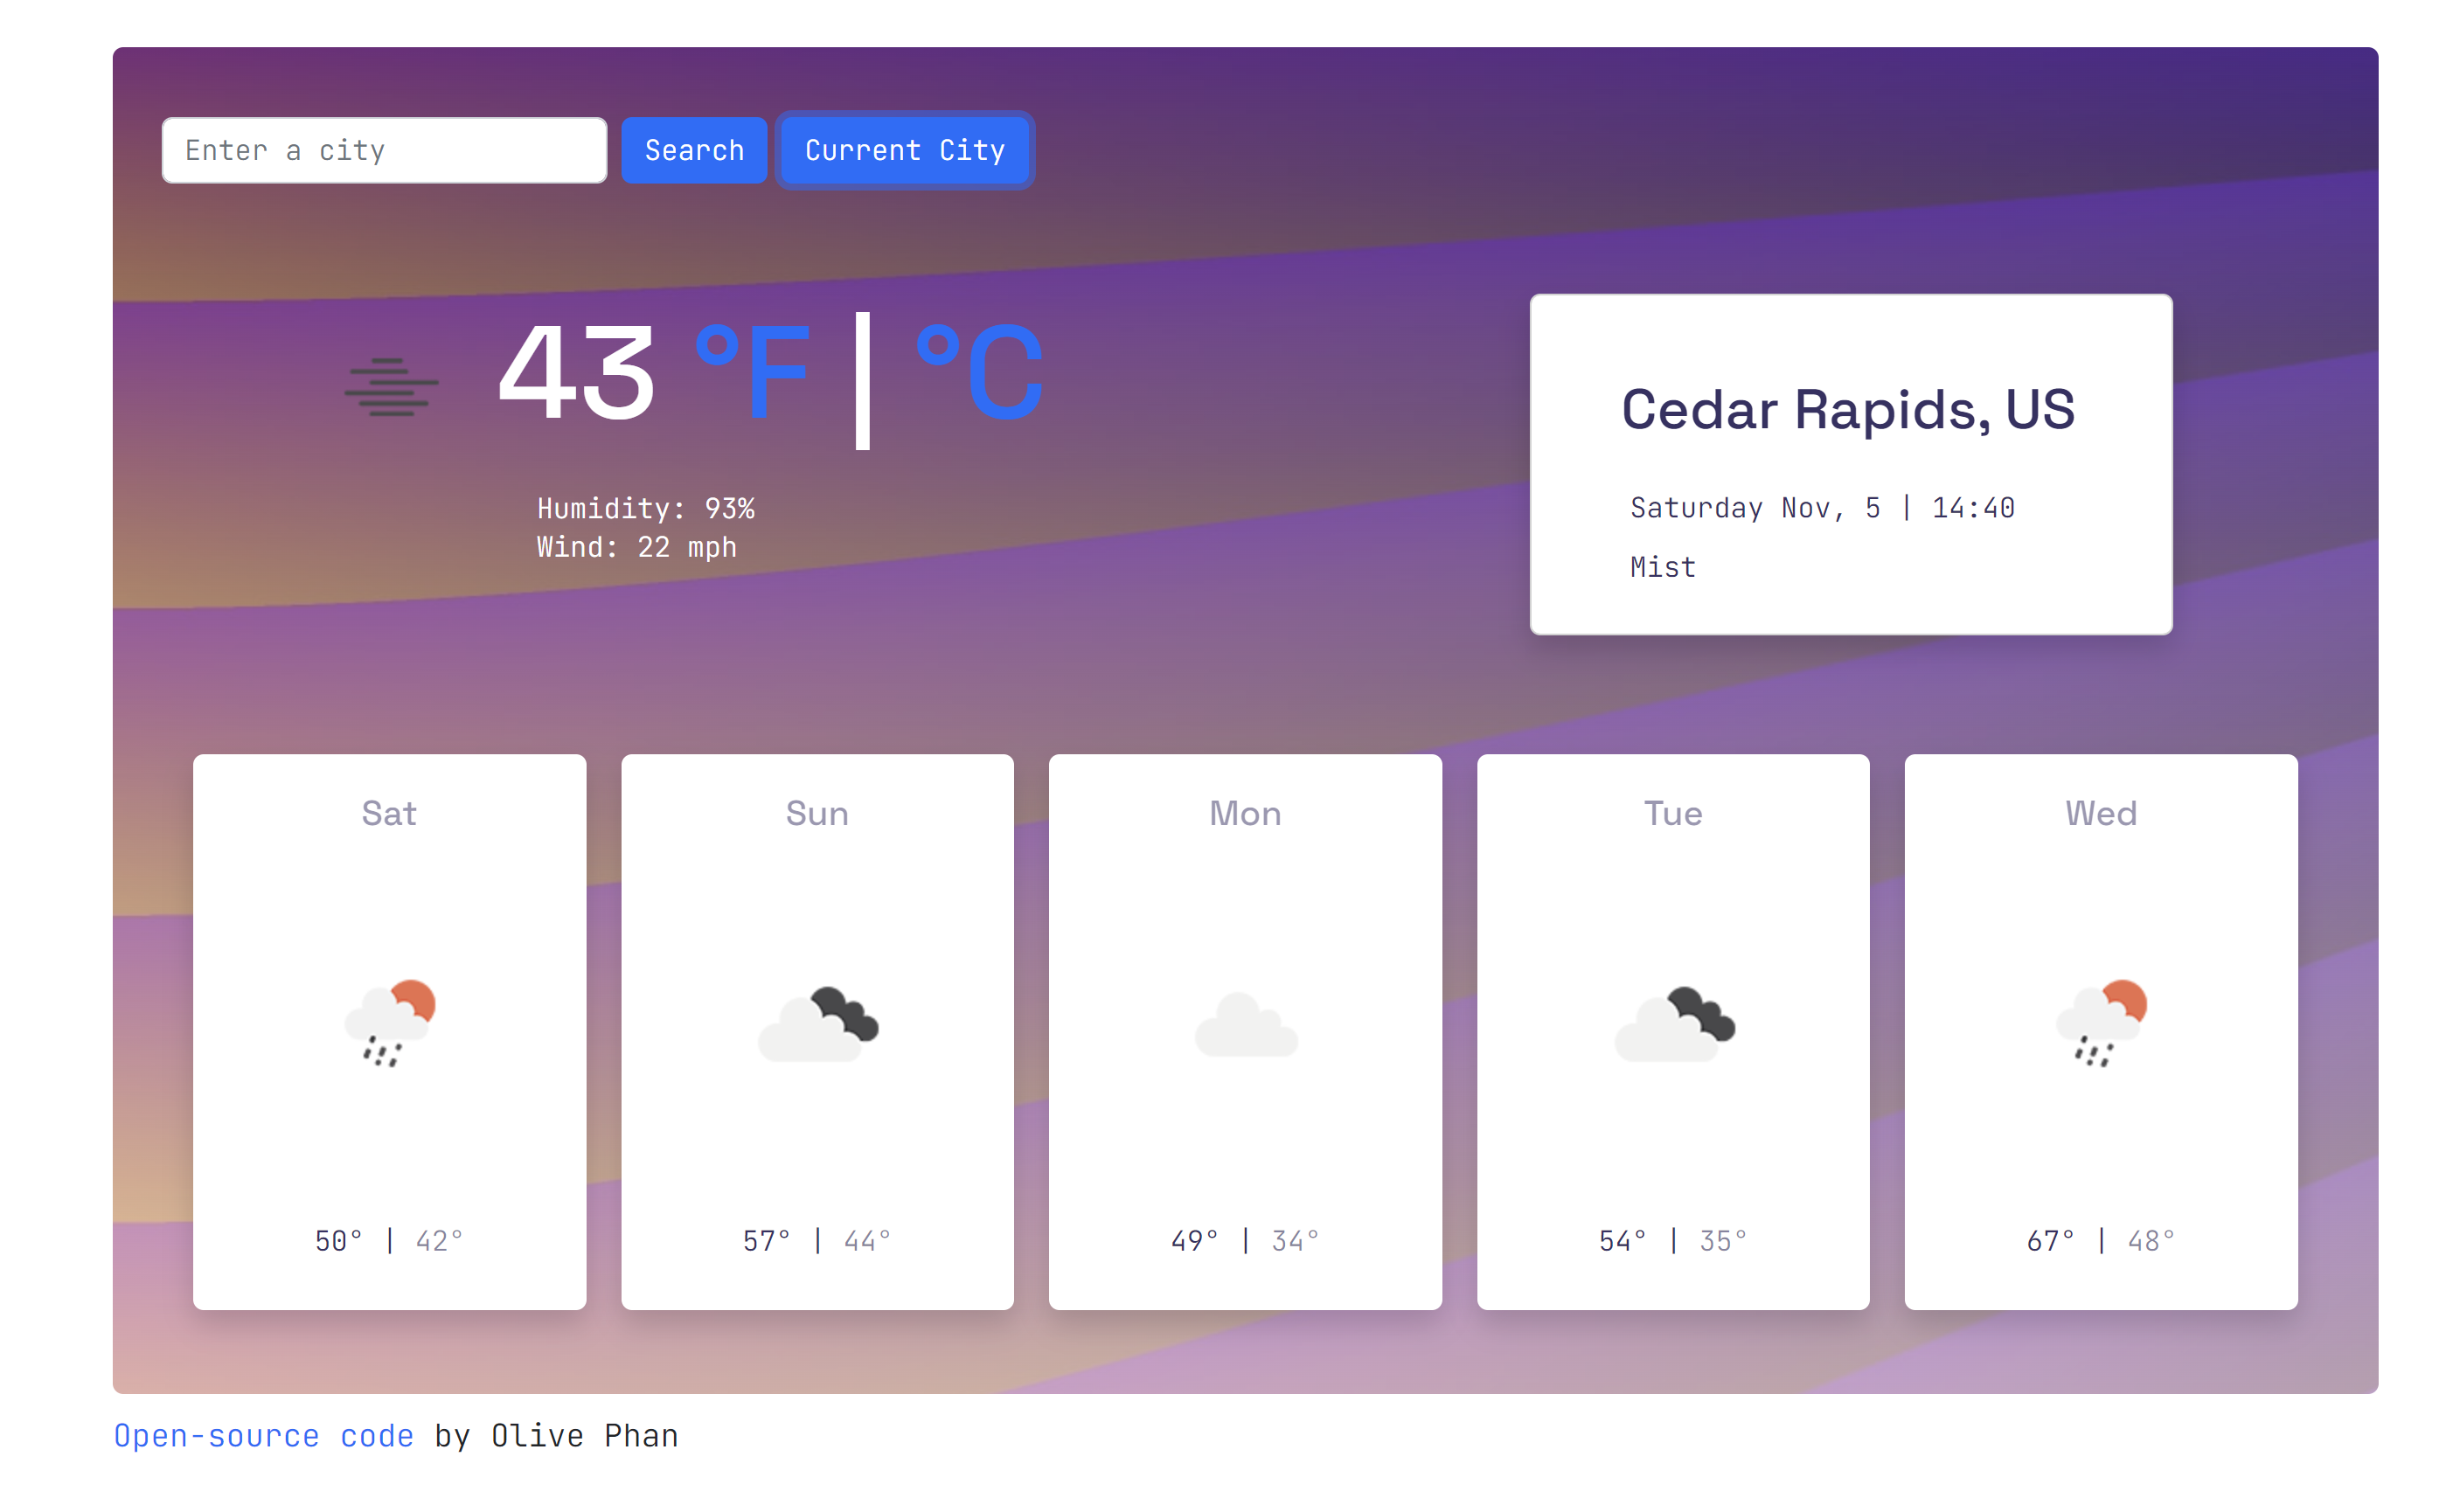 Enter a city Search Current City
43 °F | °C
Humidity: 93%
Wind: 22 mph
Cedar Rapids, US
Saturday Nov, 5 | 14:40
Mist
Sat
50° | 42°
Sun
57° | 44°
Mon
49° | 34°
Tue
54° | 35°
Wed
67° | 48°
Open-source code by Olive Phan